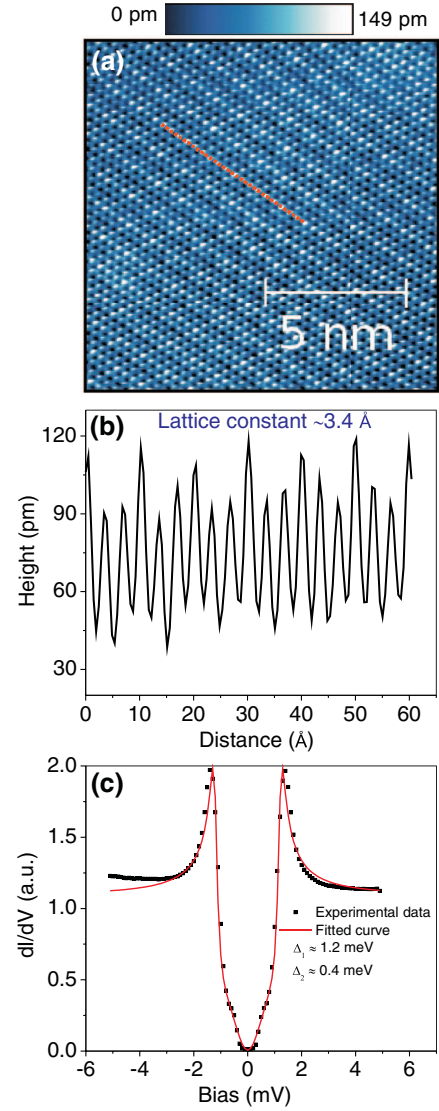 0 pm 149 pm
(a)
5 nm
(b) Lattice constant ~3.4 Å
120
90
60
30
Height (pm)
0 10 20 30 40 50 60
Distance (Å)
(c)
2.0
1.5
1.0
0.5
0.0
dI/dV (a.u.)
Experimental data
Fitted curve
Δ₁ ≈ 1.2 meV
Δ₂ ≈ 0.4 meV
-6 -4 -2 0 2 4 6
Bias (mV)